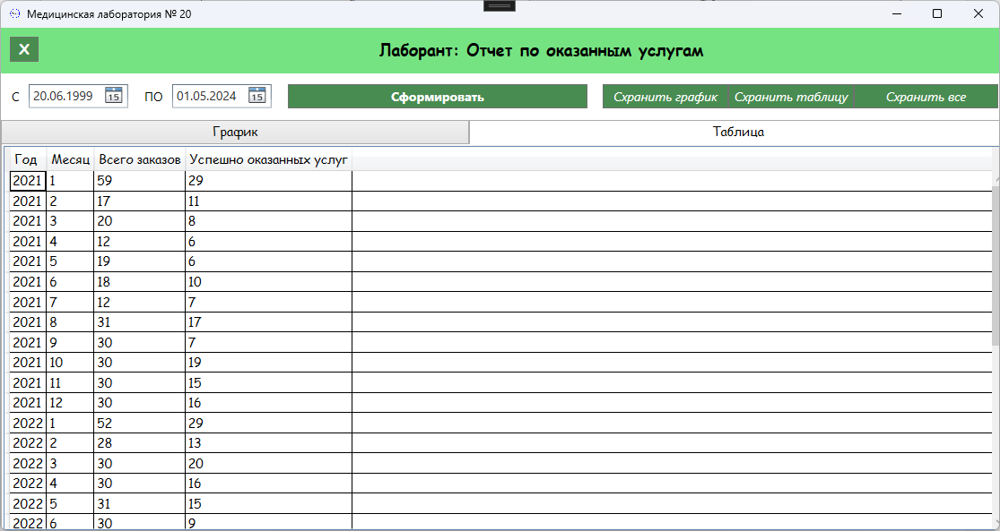 Медицинская лаборатория № 20
X Лаборант: Отчет по оказанным услугам
С 20.06.1999 15 ПО 01.05.2024 15 Сформировать Схранить график Схранить таблицу Схранить все
График Таблица
Год Месяц Всего заказов Успешно оказанных услуг
2021 1 59 29
2021 2 17 11
2021 3 20 8
2021 4 12 6
2021 5 19 6
2021 6 18 10
2021 7 12 7
2021 8 31 17
2021 9 30 7
2021 10 30 19
2021 11 30 15
2021 12 30 16
2022 1 52 29
2022 2 28 13
2022 3 30 20
2022 4 30 16
2022 5 31 15
2022 6 30 9